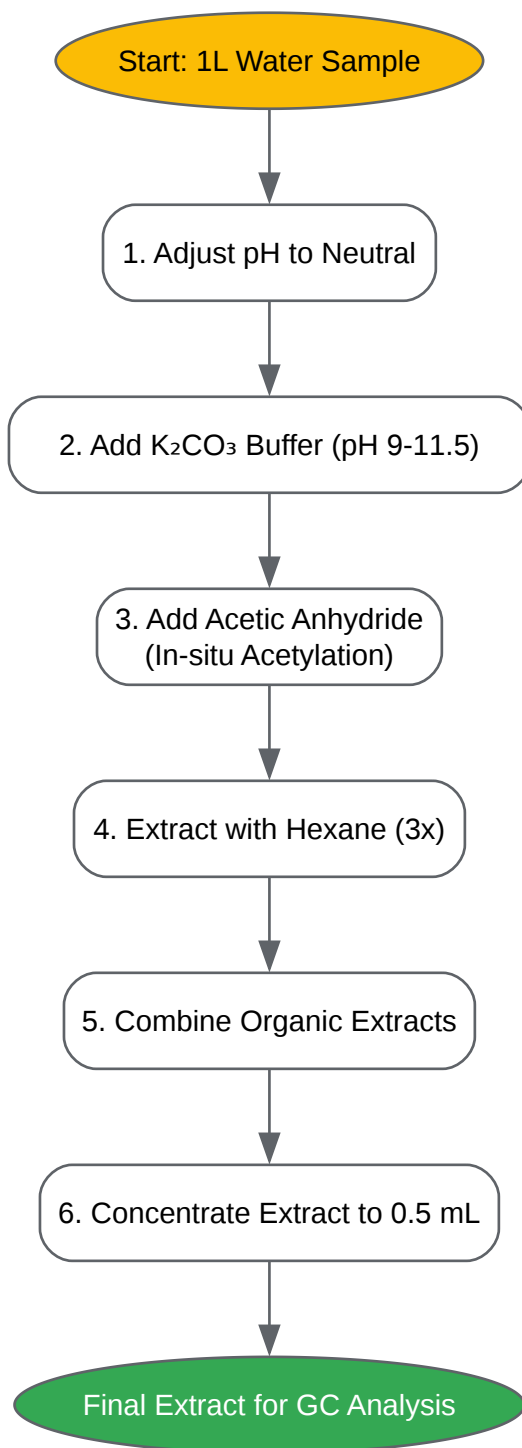 Start: 1L Water Sample
1. Adjust pH to Neutral
2. Add K₂CO₃ Buffer (pH 9-11.5)
3. Add Acetic Anhydride
(In-situ Acetylation)
4. Extract with Hexane (3x)
5. Combine Organic Extracts
6. Concentrate Extract to 0.5 mL
Final Extract for GC Analysis